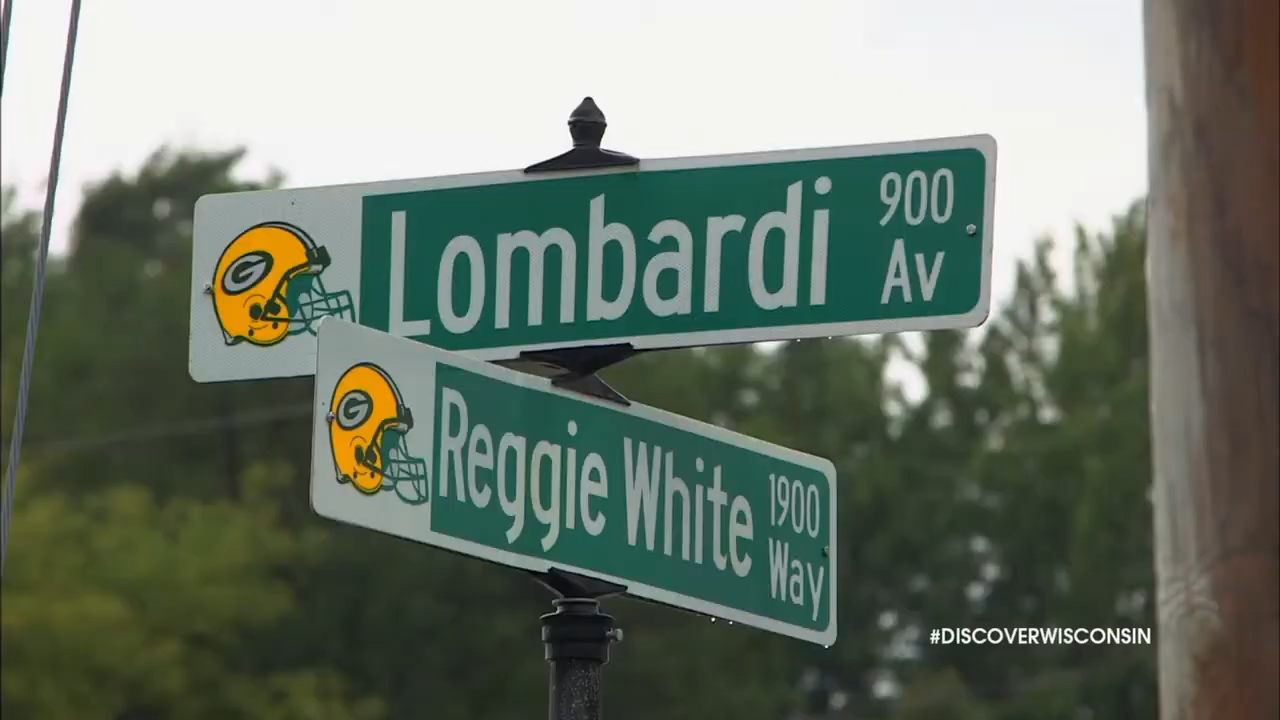 G
Lombardi
900
Av
G
Reggie White
1900
Way
#DISCOVERWISCONSIN